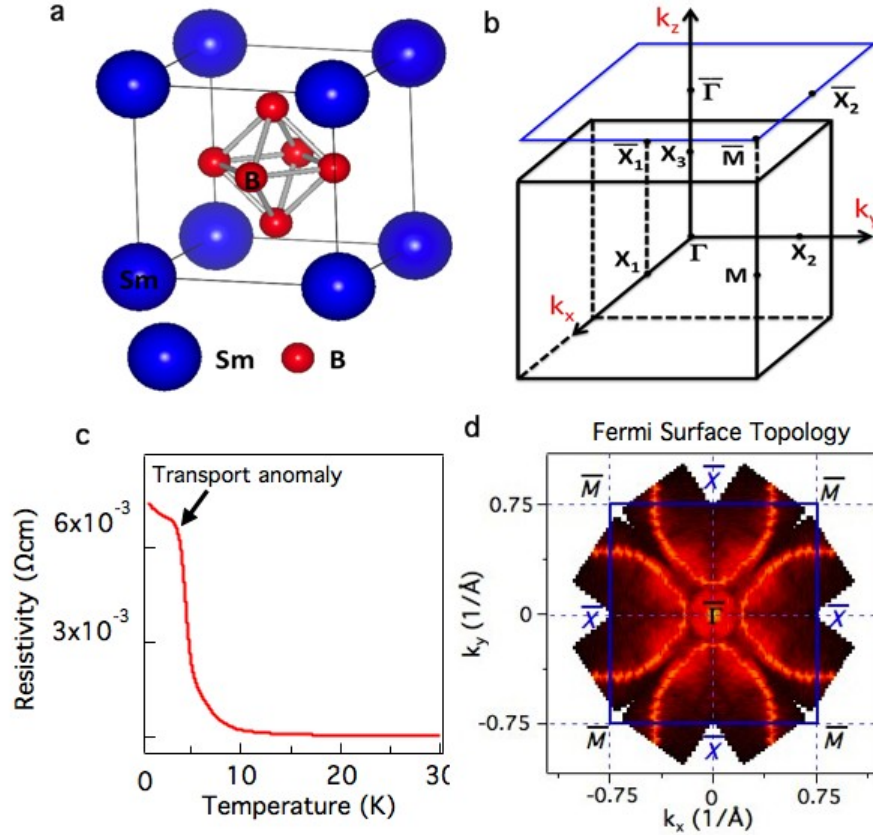 a
B
Sm
Sm
B
b
k_z
Γ̅
X̅₂
X̅₁
X₃
M̅
k_y
Γ
X₁
X₂
M
k_x
c
Transport anomaly
6x10⁻³
3x10⁻³
Resistivity (Ωcm)
0
10
20
30
Temperature (K)
d
Fermi Surface Topology
M̅
X̅
M̅
0.75
X̅
Γ̅
X̅
0
-0.75
M̅
X̅
M̅
k_y (1/Å)
-0.75
0
0.75
k_x (1/Å)